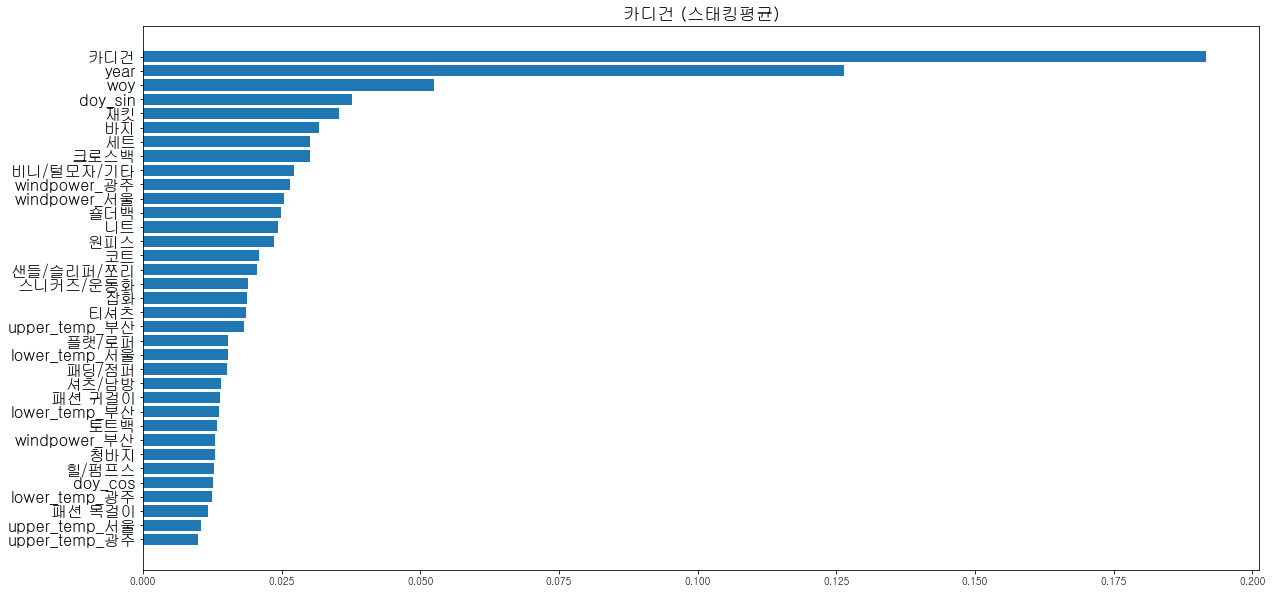 카디건 (스태킹평균)
카디건
year
woy
doy_sin
재킷
바지
세트
크로스백
비니/털모자/기타
windpower_광주
windpower_서울
숄더백
니트
원피스
코트
샌들/슬리퍼/쪼리
스니커즈/운동화
잡화
티셔츠
upper_temp_부산
플랫/로퍼
lower_temp_서울
패딩/점퍼
셔츠/남방
패션 귀걸이
lower_temp_부산
토트백
windpower_부산
청바지
힐/펌프스
doy_cos
lower_temp_광주
패션 목걸이
upper_temp_서울
upper_temp_광주
0.000 0.025 0.050 0.075 0.100 0.125 0.150 0.175 0.200